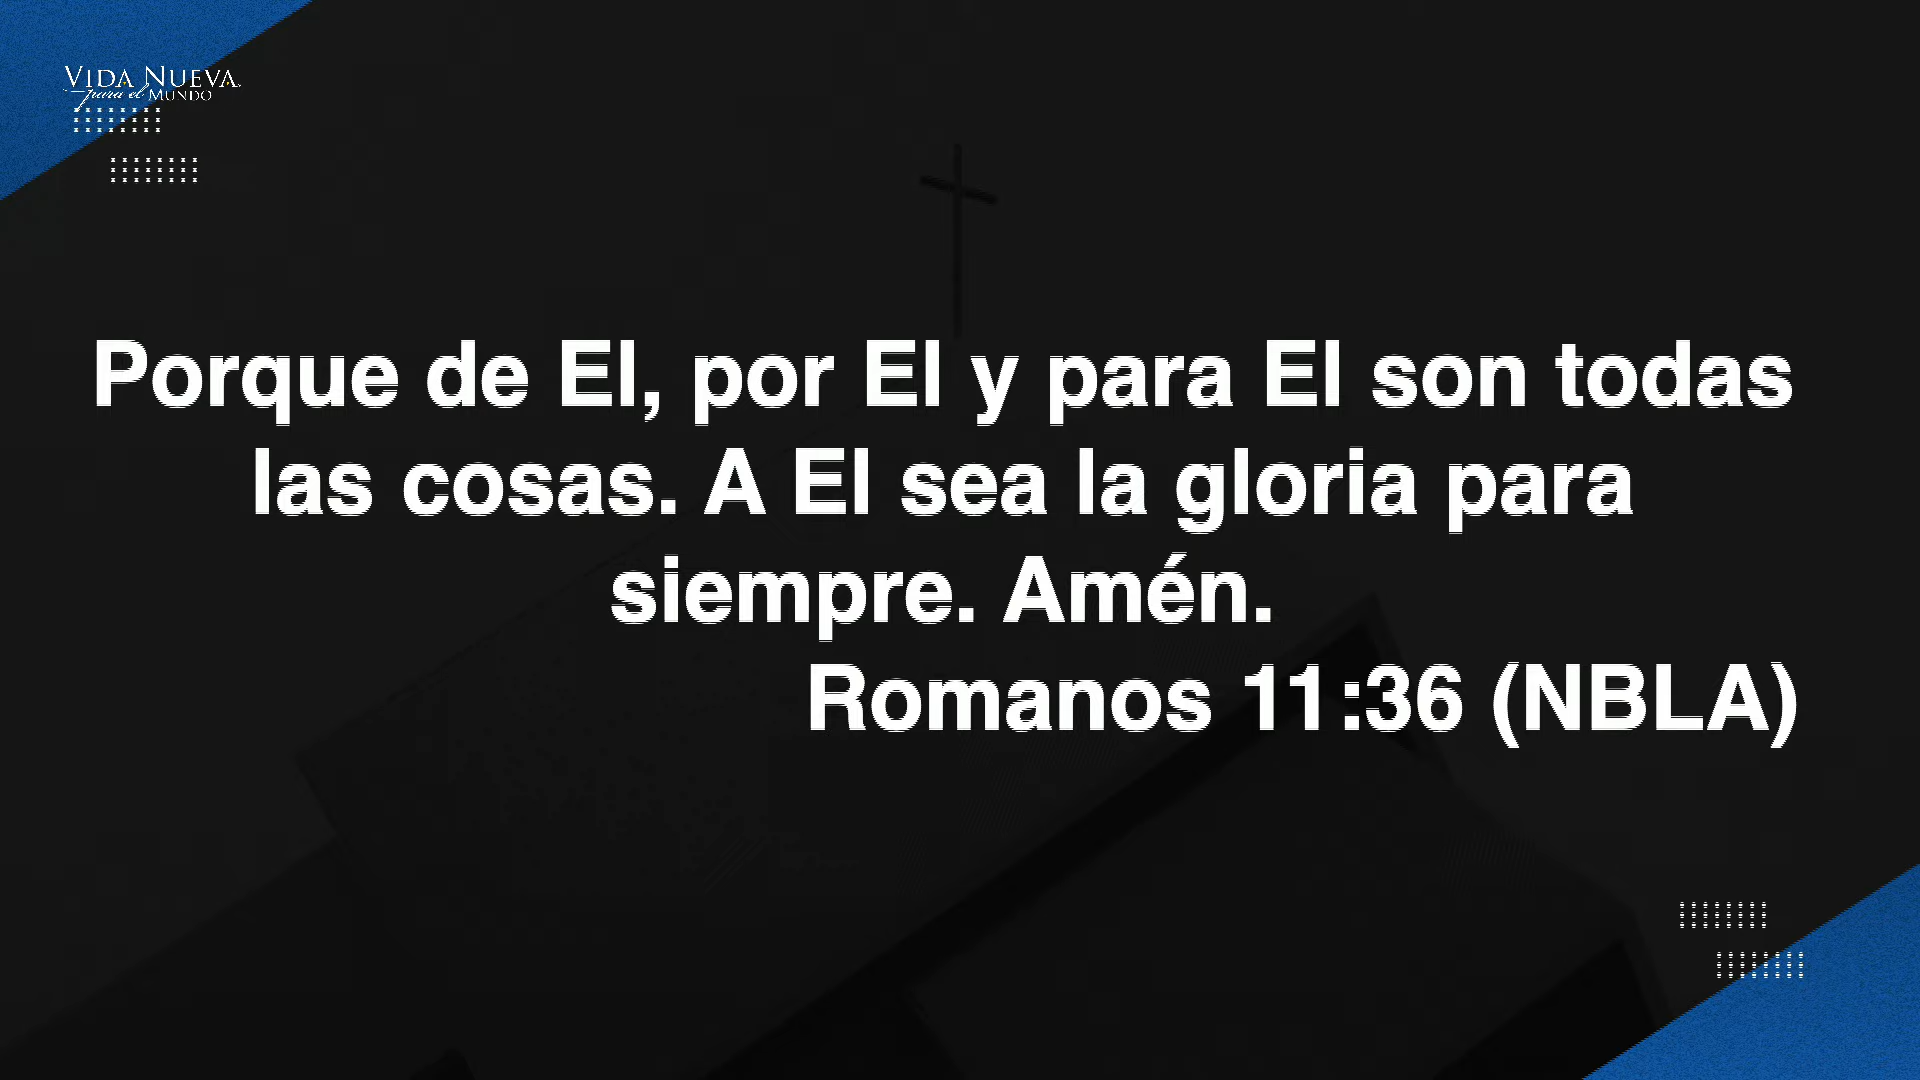 VIDA NUEVA
para el MUNDO
Porque de El, por El y para El son todas
las cosas. A El sea la gloria para
siempre. Amén.
Romanos 11:36 (NBLA)